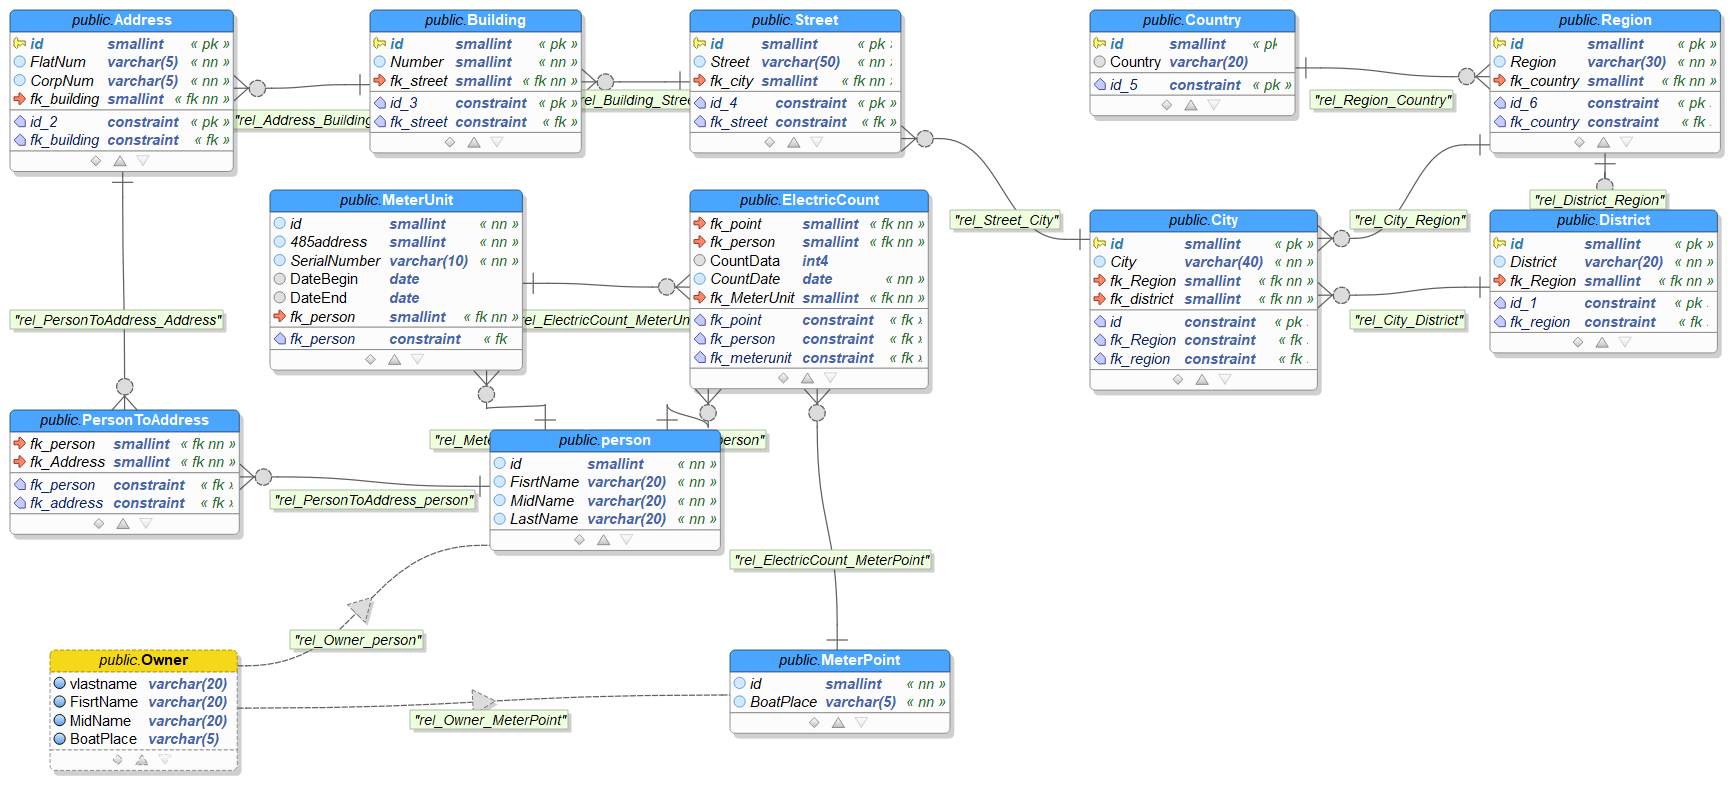 public.Address
id smallint « pk »
FlatNum varchar(5) « nn »
CorpNum varchar(5) « nn »
fk_building smallint « fk nn »
id_2 constraint « pk »
fk_building constraint « fk »
public.Building
id smallint « pk »
Number smallint « nn »
fk_street smallint « fk nn »
id_3 constraint « pk »
fk_street constraint « fk »
public.Street
id smallint « pk »
Street varchar(50) « nn »
fk_city smallint « fk nn
id_4 constraint « pk »
fk_street constraint « fk »
public.Country
id smallint « pk
Country varchar(20)
id_5 constraint « pk »
public.Region
id smallint « pk »
Region varchar(30) « nn »
fk_country smallint « fk nn »
id_6 constraint « pk
fk_country constraint « fk
"rel_Address_Building
rel_Building_Stree
"rel_Region_Country"
public.MeterUnit
id smallint « nn »
485address smallint « nn »
SerialNumber varchar(10) « nn »
DateBegin date
DateEnd date
fk_person smallint « fk nn »
fk_person constraint « fk
public.ElectricCount
fk_point smallint « fk nn »
fk_person smallint « fk nn »
CountData int4
CountDate date « nn »
fk_MeterUnit smallint « fk nn »
fk_point constraint « fk »
fk_person constraint « fk »
fk_meterunit constraint « fk »
"rel_Street_City"
"rel_City_Region"
"rel_District_Region"
public.City
id smallint « pk »
City varchar(40) « nn »
fk_Region smallint « fk nn »
fk_district smallint « fk nn »
id constraint « pk
fk_Region constraint « fk
fk_region constraint « fk
public.District
id smallint « pk »
District varchar(20) « nn »
fk_Region smallint « fk nn »
id_1 constraint « pk
fk_region constraint « fk
"rel_PersonToAddress_Address"
rel_ElectricCount_MeterUn
"rel_City_District"
public.PersonToAddress
fk_person smallint « fk nn »
fk_Address smallint « fk nn »
fk_person constraint « fk »
fk_address constraint « fk »
"rel_Mete
person"
public.person
id smallint « nn »
FisrtName varchar(20) « nn »
MidName varchar(20) « nn »
LastName varchar(20) « nn »
"rel_PersonToAddress_person"
"rel_ElectricCount_MeterPoint"
"rel_Owner_person"
public.Owner
vlastname varchar(20)
FisrtName varchar(20)
MidName varchar(20)
BoatPlace varchar(5)
"rel_Owner_MeterPoint"
public.MeterPoint
id smallint « nn »
BoatPlace varchar(5) « nn »